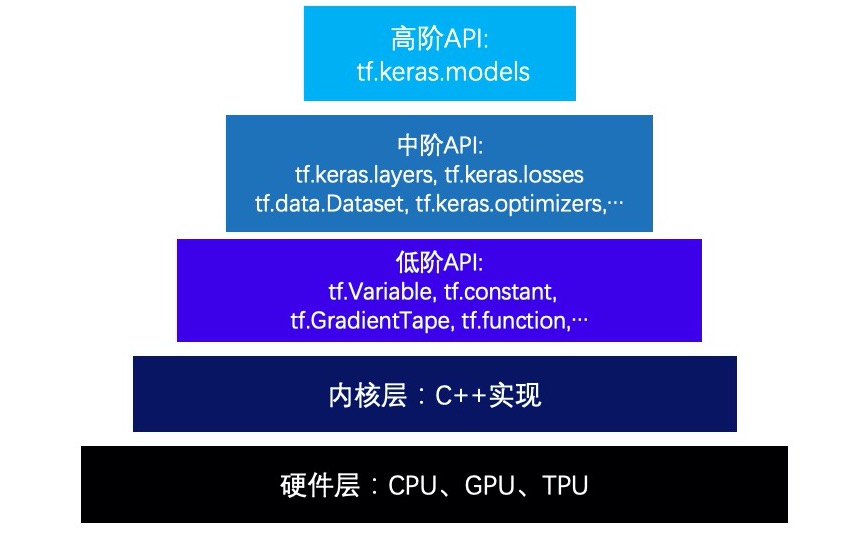 高阶API:
tf.keras.models
中阶API:
tf.keras.layers, tf.keras.losses
tf.data.Dataset, tf.keras.optimizers,…
低阶API:
tf.Variable, tf.constant,
tf.GradientTape, tf.function,…
内核层：C++实现
硬件层：CPU、GPU、TPU